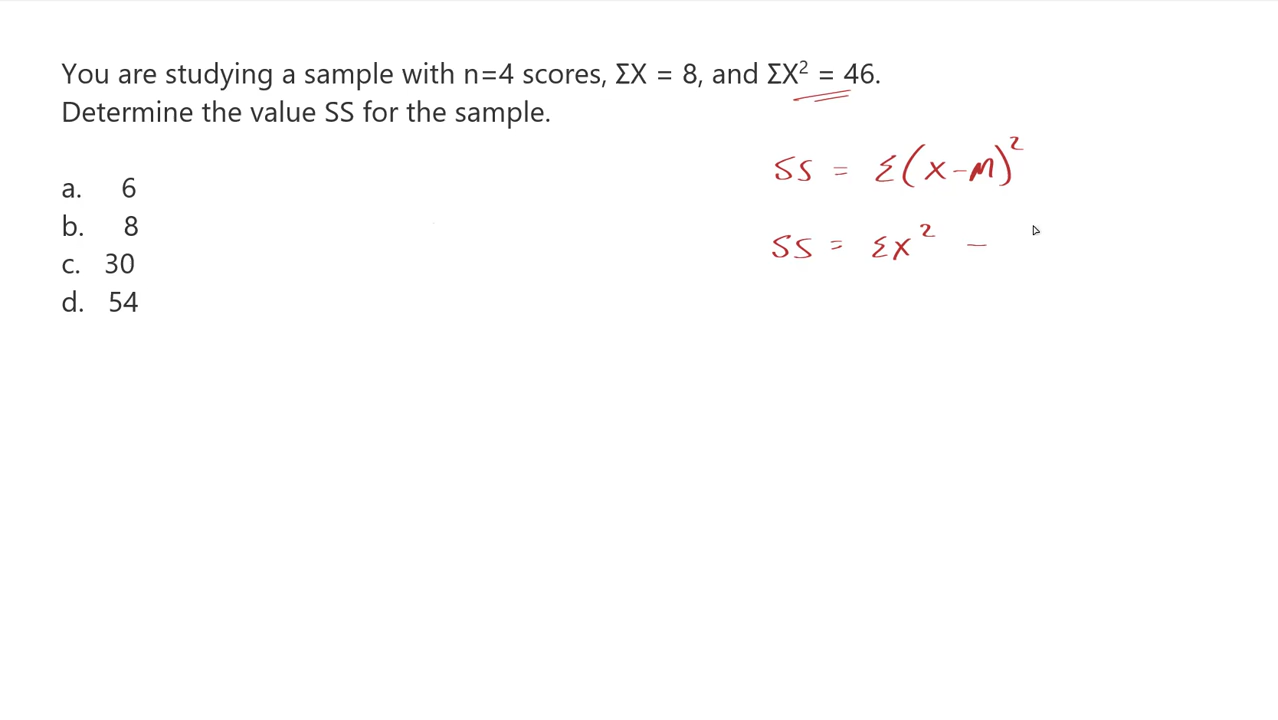 You are studying a sample with n=4 scores, ΣX = 8, and ΣX² = 46.
Determine the value SS for the sample.
SS = Σ(X-M)²
a. 6
b. 8
SS = ΣX² -
c. 30
d. 54